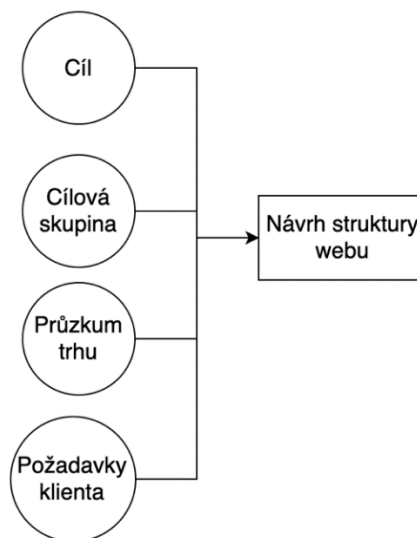 Cíl
Cílová
skupina
Průzkum
trhu
Požadavky
klienta
Návrh struktury
webu